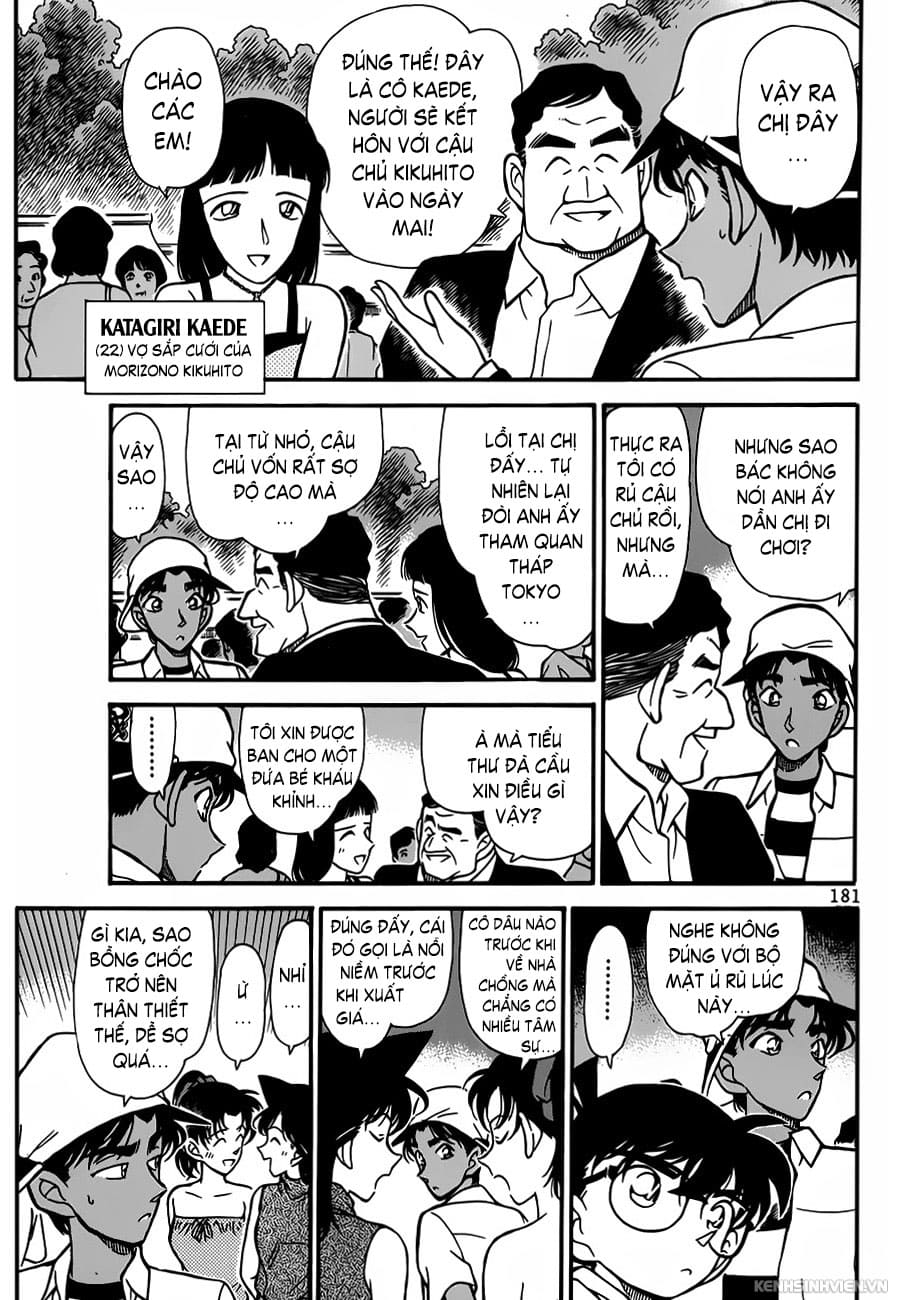 VẬY RA
CHỊ ĐÂY
...
ĐÚNG THẾ! ĐÂY
LÀ CÔ KAEDE,
NGƯỜI SẼ KẾT
HÔN VỚI CẬU
CHỦ KIKUHITO
VÀO NGÀY
MAI!
CHÀO
CÁC
EM!
KATAGIRI KAEDE
(22) VỢ SẮP CƯỚI CỦA
MORIZONO KIKUHITO
NHƯNG SAO
BÁC KHÔNG
NÓI ANH ẤY
DẪN CHỊ ĐI
CHƠI?
THỰC RA
TÔI CÓ
RỦ CẬU
CHỦ RỒI,
NHƯNG
MÀ...
LỖI TẠI CHỊ
ĐẤY... TỰ
NHIÊN LẠI
ĐÒI ANH ẤY
THAM QUAN
THÁP
TOKYO
...
TẠI TỪ NHỎ, CẬU
CHỦ VỐN RẤT SỢ
ĐỘ CAO MÀ
...
VẬY
SAO
...
À MÀ TIỂU
THƯ ĐÃ CẦU
XIN ĐIỀU GÌ
VẬY?
TÔI XIN ĐƯỢC
BAN CHO MỘT
ĐỨA BÉ KHÁU
KHỈNH...
.........
181
NGHE KHÔNG
ĐÚNG VỚI BỘ
MẶT Ủ RŨ LÚC
NÀY...
.........
CÔ DÂU NÀO
TRƯỚC KHI
VỀ NHÀ
CHỒNG MÀ
CHẲNG CÓ
NHIỀU TÂM
SỰ...
ĐÚNG ĐẤY, CÁI
ĐÓ GỌI LÀ NỖI
NIỀM TRƯỚC
KHI XUẤT
GIÁ...
NHỈ
...
Ừ
...
GÌ KIA, SAO
BỖNG CHỐC
TRỞ NÊN
THÂN THIẾT
THẾ, DỄ SỢ
QUÁ...
KENHSINHVIEN.VN